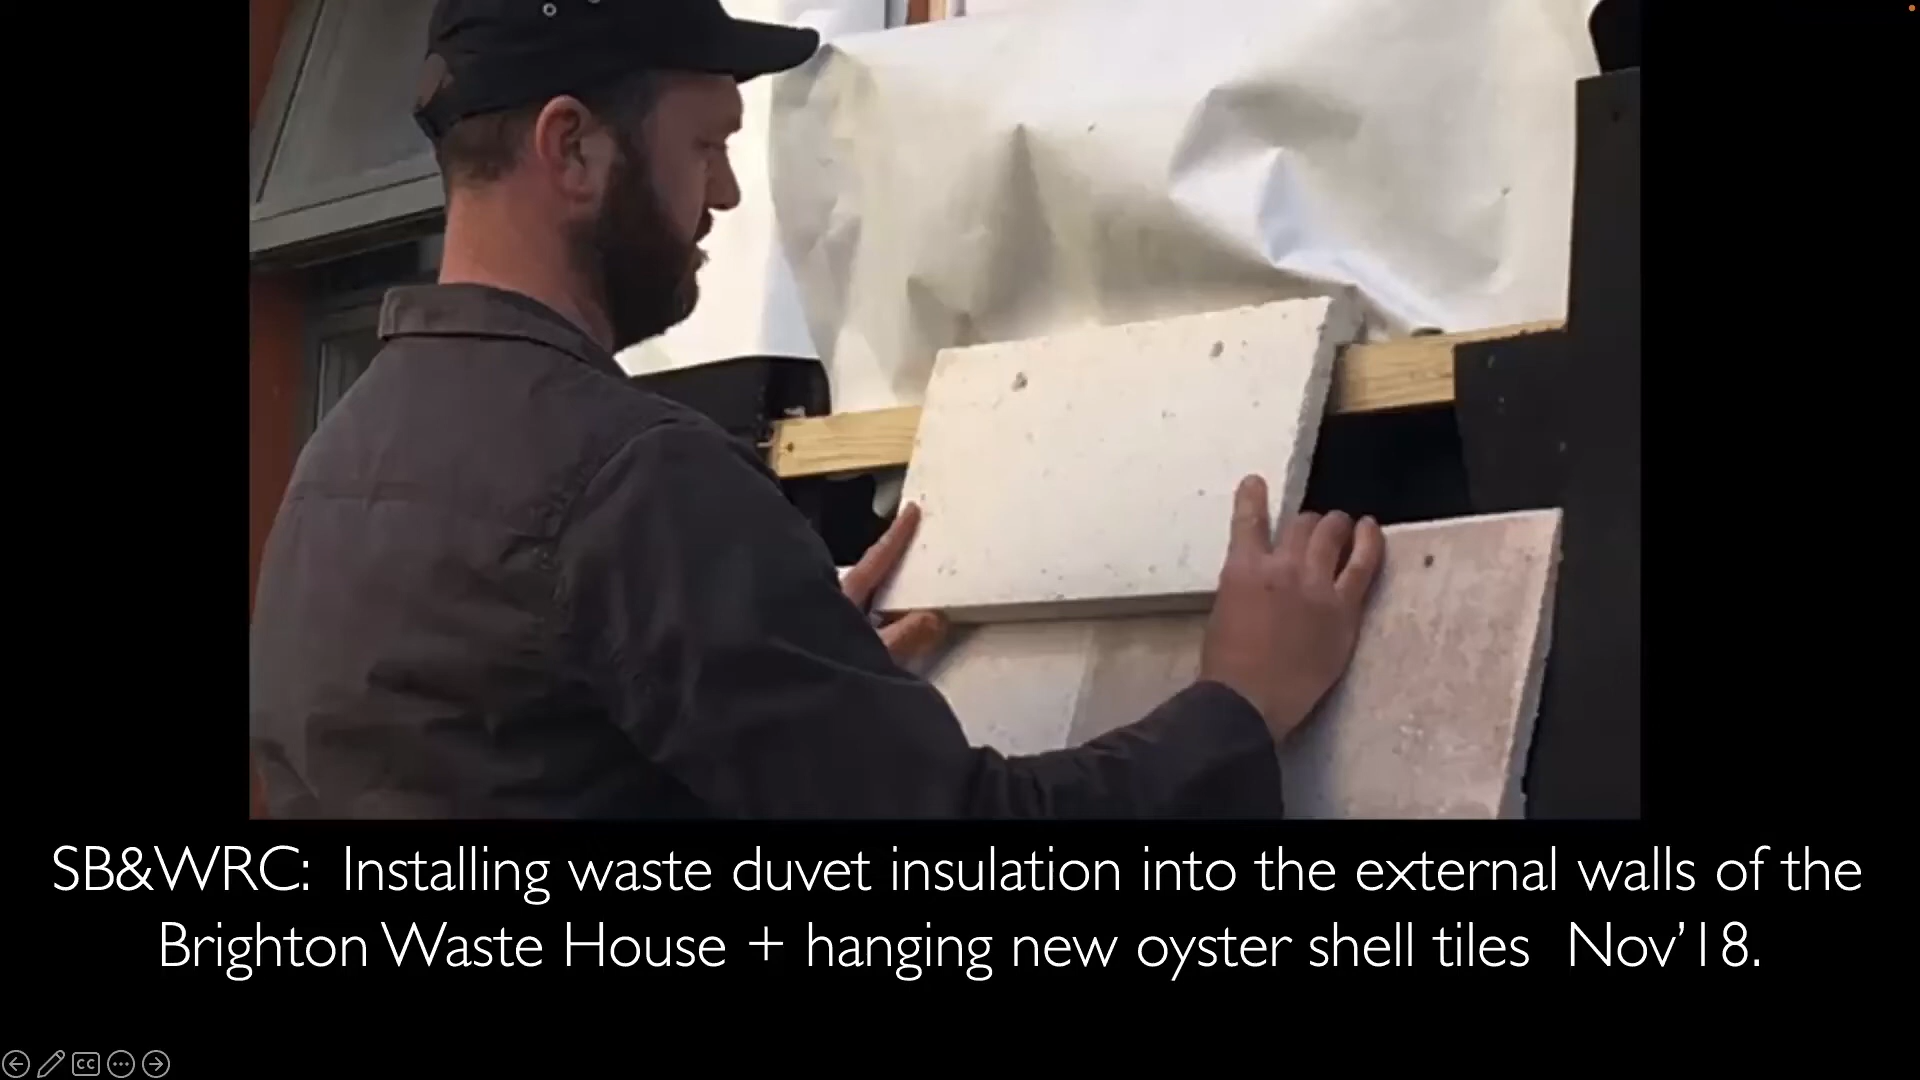 SB&WRC:  Installing waste duvet insulation into the external walls of the
Brighton Waste House + hanging new oyster shell tiles  Nov’18.
CC